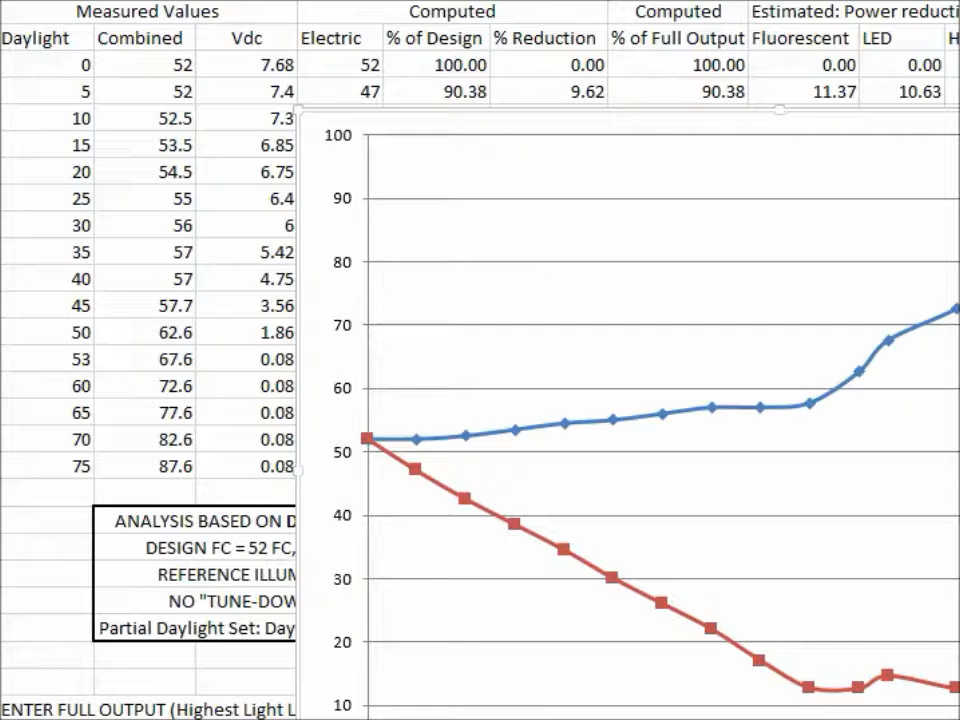 Measured Values Computed Computed Estimated: Power reducti
Daylight Combined Vdc Electric % of Design % Reduction % of Full Output Fluorescent LED H
0 52 7.68 52 100.00 0.00 100.00 0.00 0.00
5 52 7.4 47 90.38 9.62 90.38 11.37 10.63
10 52.5 7.3
15 53.5 6.85
20 54.5 6.75
25 55 6.4
30 56 6
35 57 5.42
40 57 4.75
45 57.7 3.56
50 62.6 1.86
53 67.6 0.08
60 72.6 0.08
65 77.6 0.08
70 82.6 0.08
75 87.6 0.08
ANALYSIS BASED ON D
DESIGN FC = 52 FC,
REFERENCE ILLUM
NO "TUNE-DOW
Partial Daylight Set: Day
ENTER FULL OUTPUT (Highest Light L
100
90
80
70
60
50
40
30
20
10